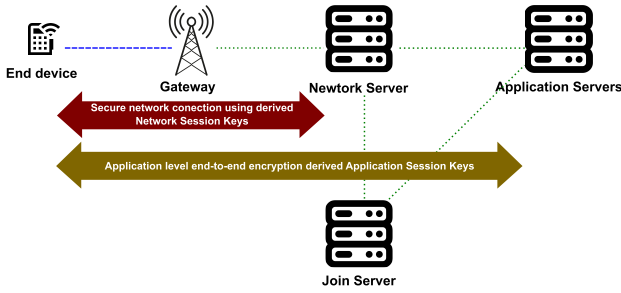 End device
Gateway
Newtork Server
Application Servers
Secure network conection using derived
Network Session Keys
Application level end-to-end encryption derived Application Session Keys
Join Server